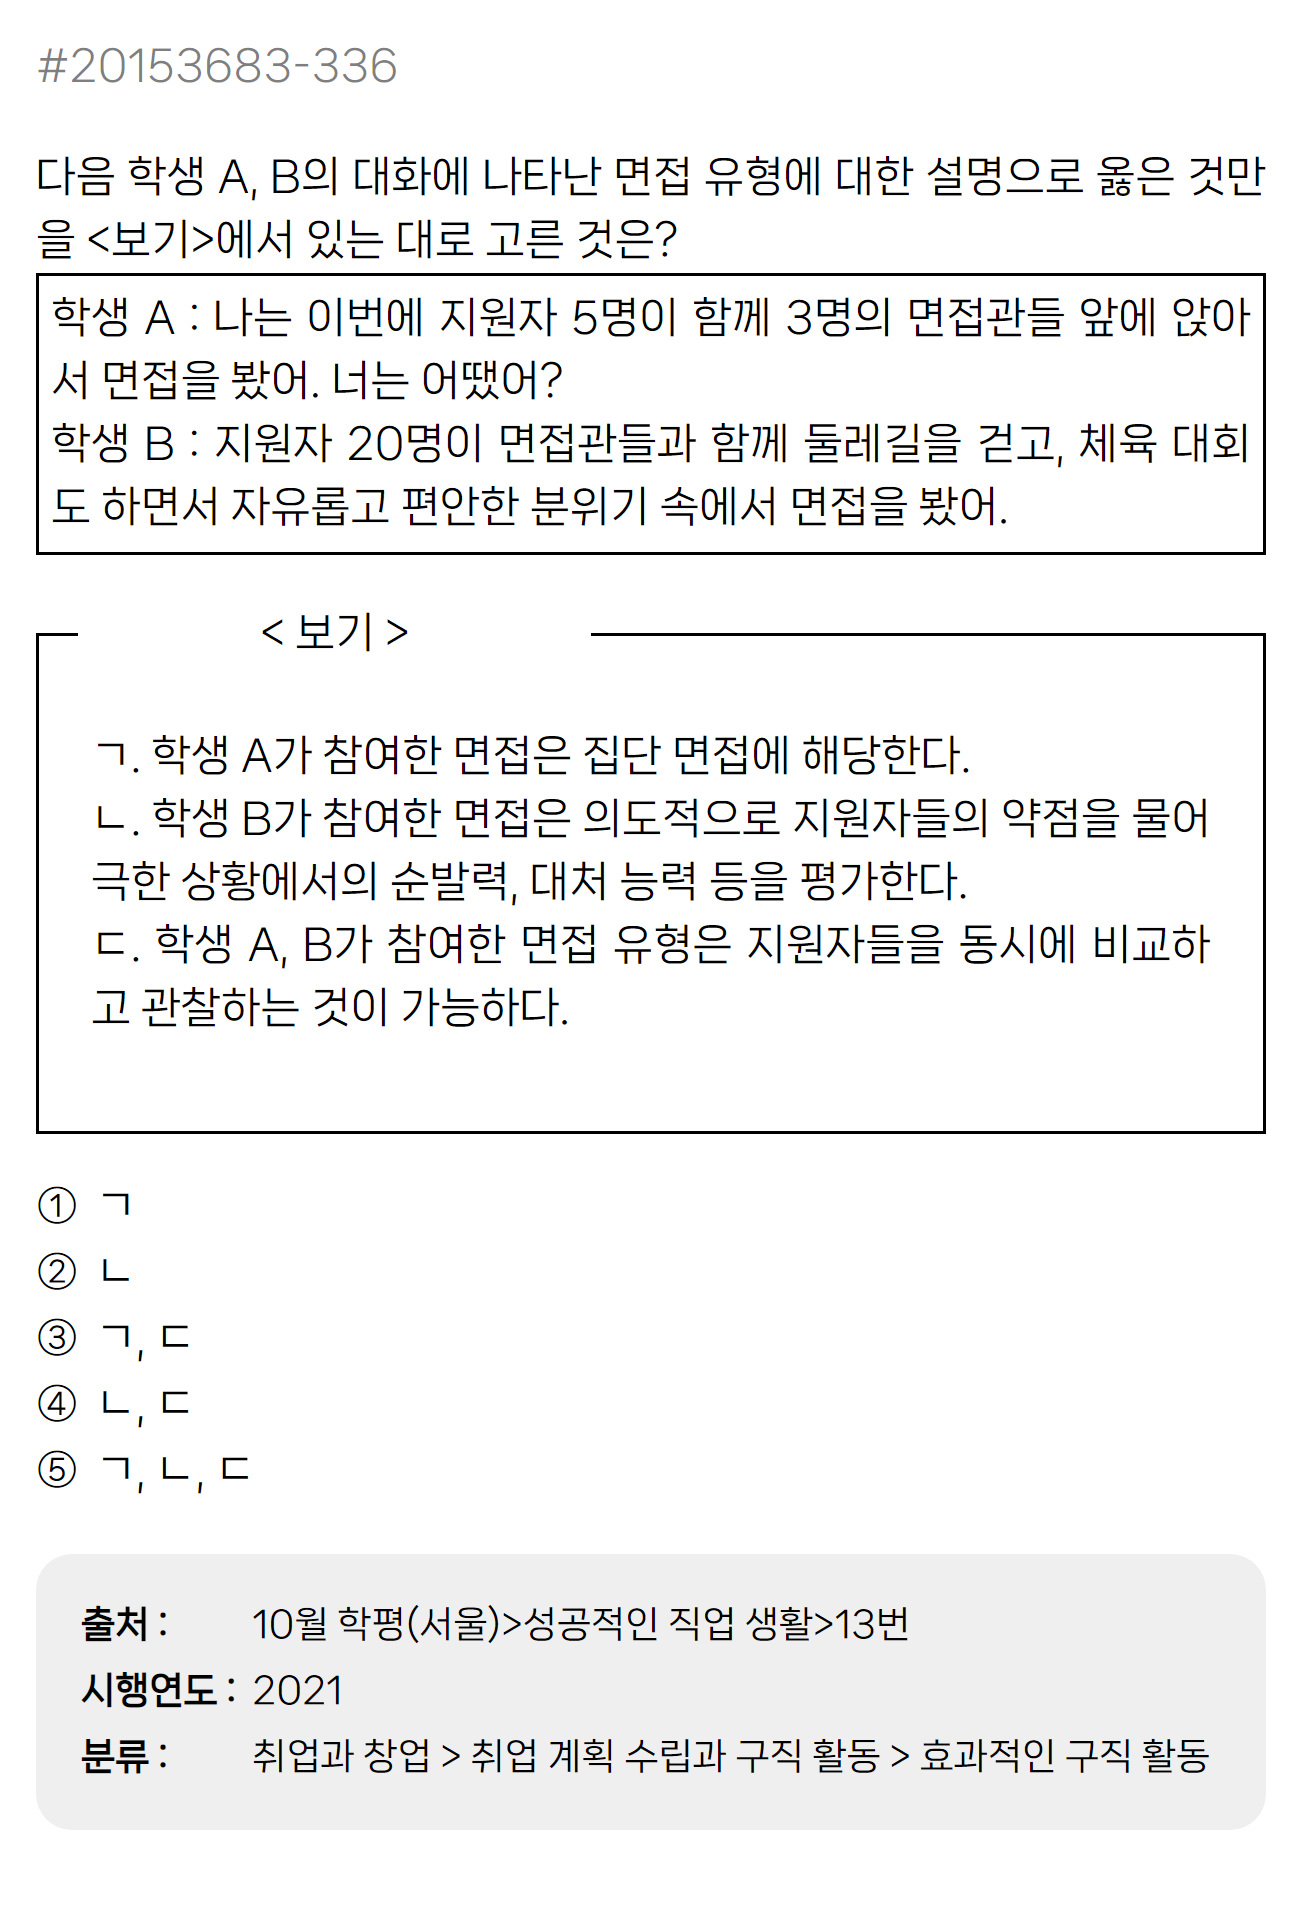 #20153683-336
다음 학생 A, B의 대화에 나타난 면접 유형에 대한 설명으로 옳은 것만
을 <보기>에서 있는 대로 고른 것은?
학생 A : 나는 이번에 지원자 5명이 함께 3명의 면접관들 앞에 앉아
서 면접을 봤어. 너는 어땠어?
학생 B : 지원자 20명이 면접관들과 함께 둘레길을 걷고, 체육 대회
도 하면서 자유롭고 편안한 분위기 속에서 면접을 봤어.
< 보기 >
ㄱ. 학생 A가 참여한 면접은 집단 면접에 해당한다.
ㄴ. 학생 B가 참여한 면접은 의도적으로 지원자들의 약점을 물어
극한 상황에서의 순발력, 대처 능력 등을 평가한다.
ㄷ. 학생 A, B가 참여한 면접 유형은 지원자들을 동시에 비교하
고 관찰하는 것이 가능하다.
① ㄱ
② ㄴ
③ ㄱ, ㄷ
④ ㄴ, ㄷ
⑤ ㄱ, ㄴ, ㄷ
출처 : 10월 학평(서울)>성공적인 직업 생활>13번
시행연도 : 2021
분류 : 취업과 창업 > 취업 계획 수립과 구직 활동 > 효과적인 구직 활동